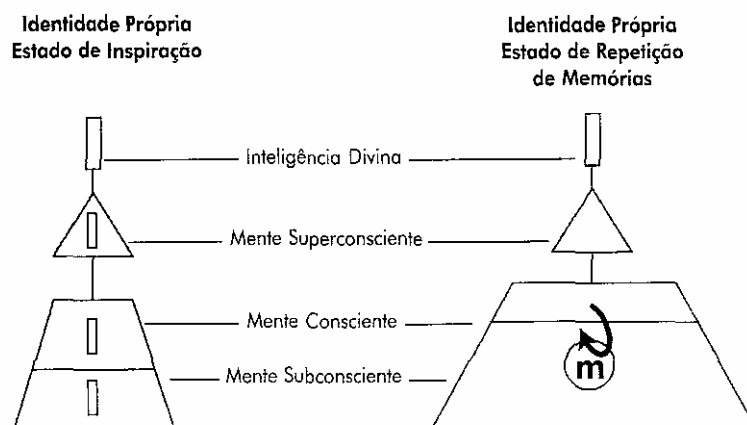 Identidade Própria
Estado de Inspiração
Identidade Própria
Estado de Repetição
de Memórias
Inteligência Divina
Mente Superconsciente
Mente Consciente
Mente Subconsciente
m